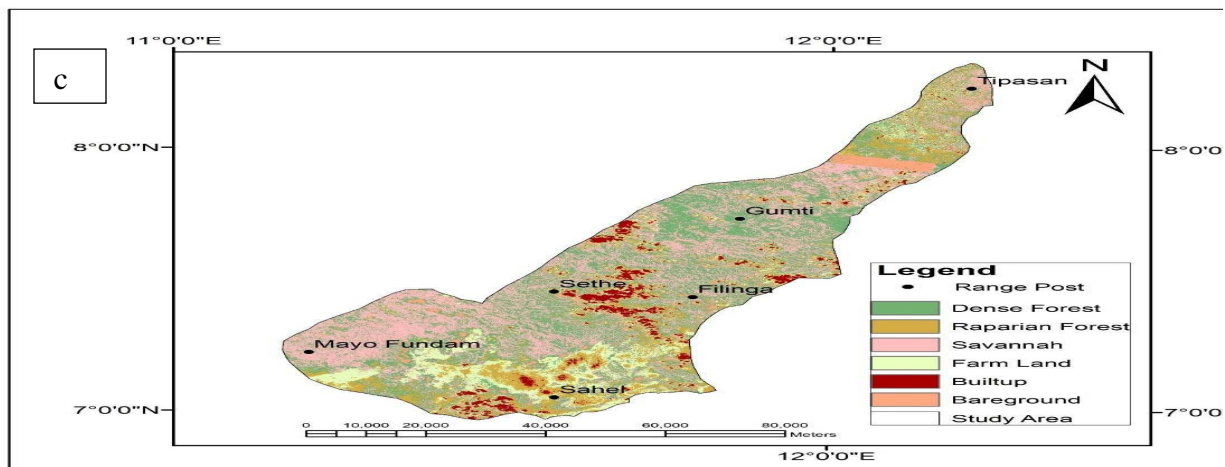 11°0'0"E
12°0'0"E
c
N
Tipasan
8°0'0"N
8°0'0"N
Gumti
Sethe
Filinga
Mayo Fundam
Sahel
7°0'0"N
7°0'0"N
Legend
Range Post
Dense Forest
Raparian Forest
Savannah
Farm Land
Builtup
Bareground
Study Area
0 10,000 20,000 40,000 60,000 80,000
Meters
12°0'0"E